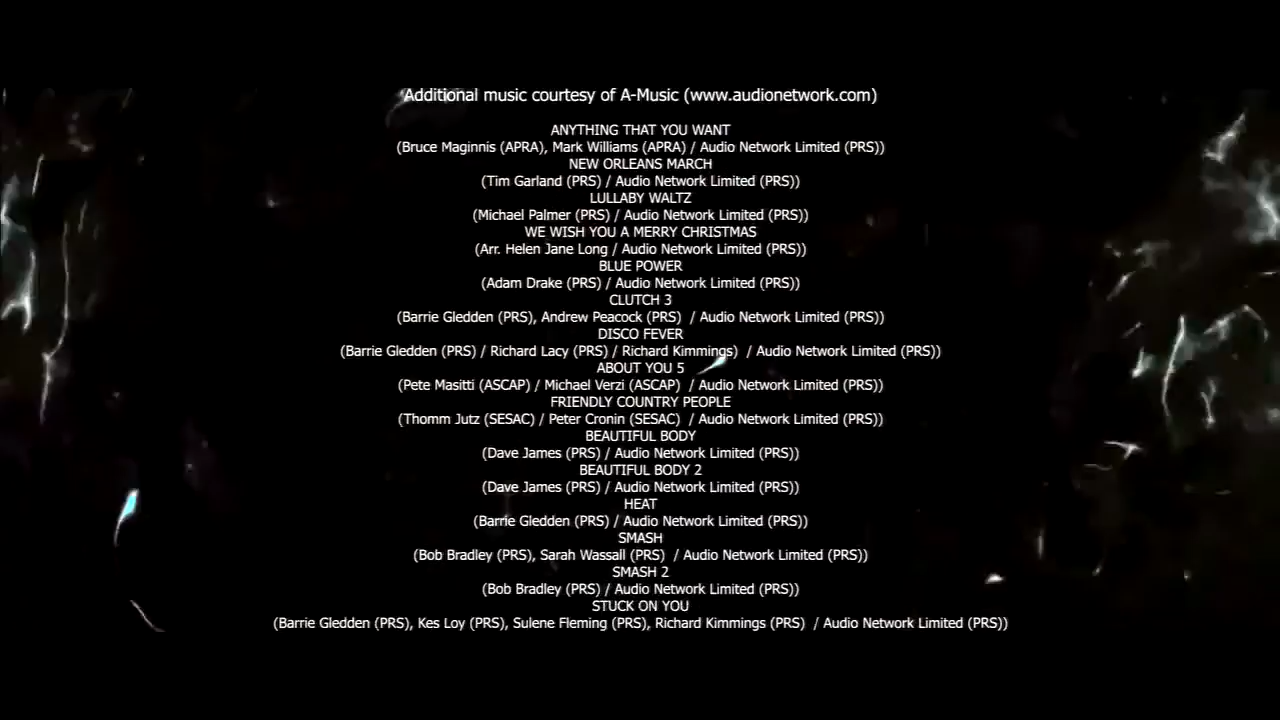 Additional music courtesy of A-Music (www.audionetwork.com)
ANYTHING THAT YOU WANT
(Bruce Maginnis (APRA), Mark Williams (APRA) / Audio Network Limited (PRS))
NEW ORLEANS MARCH
(Tim Garland (PRS) / Audio Network Limited (PRS))
LULLABY WALTZ
(Michael Palmer (PRS) / Audio Network Limited (PRS))
WE WISH YOU A MERRY CHRISTMAS
(Arr. Helen Jane Long / Audio Network Limited (PRS))
BLUE POWER
(Adam Drake (PRS) / Audio Network Limited (PRS))
CLUTCH 3
(Barrie Gledden (PRS), Andrew Peacock (PRS)  / Audio Network Limited (PRS))
DISCO FEVER
(Barrie Gledden (PRS) / Richard Lacy (PRS) / Richard Kimmings)  / Audio Network Limited (PRS))
ABOUT YOU 5
(Pete Masitti (ASCAP) / Michael Verzi (ASCAP)  / Audio Network Limited (PRS))
FRIENDLY COUNTRY PEOPLE
(Thomm Jutz (SESAC) / Peter Cronin (SESAC)  / Audio Network Limited (PRS))
BEAUTIFUL BODY
(Dave James (PRS) / Audio Network Limited (PRS))
BEAUTIFUL BODY 2
(Dave James (PRS) / Audio Network Limited (PRS))
HEAT
(Barrie Gledden (PRS) / Audio Network Limited (PRS))
SMASH
(Bob Bradley (PRS), Sarah Wassall (PRS)  / Audio Network Limited (PRS))
SMASH 2
(Bob Bradley (PRS) / Audio Network Limited (PRS))
STUCK ON YOU
(Barrie Gledden (PRS), Kes Loy (PRS), Sulene Fleming (PRS), Richard Kimmings (PRS)  / Audio Network Limited (PRS))